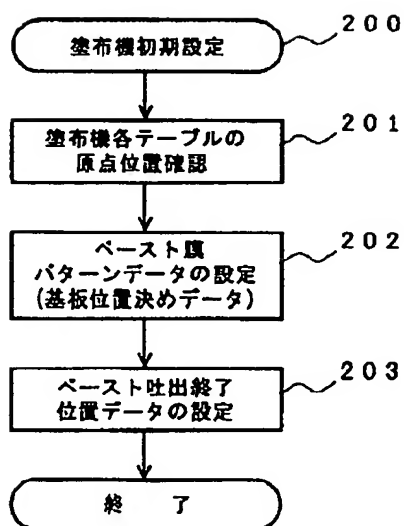 塗布機初期設定
200
塗布機各テーブルの
原点位置確認
201
ペースト膜
パターンデータの設定
(基板位置決めデータ)
202
ペースト吐出終了
位置データの設定
203
終 了